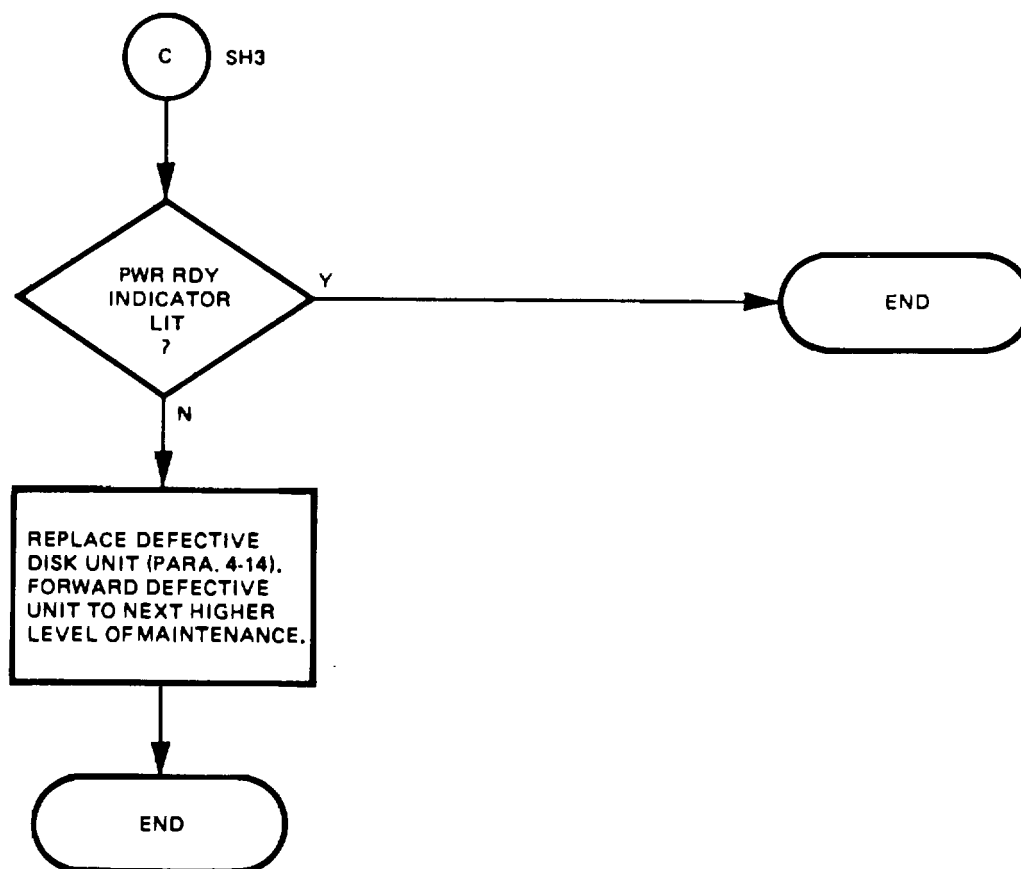 C
SH3
PWR RDY
INDICATOR
LIT
?
Y
END
N
REPLACE DEFECTIVE
DISK UNIT (PARA. 4-14).
FORWARD DEFECTIVE
UNIT TO NEXT HIGHER
LEVEL OF MAINTENANCE.
END